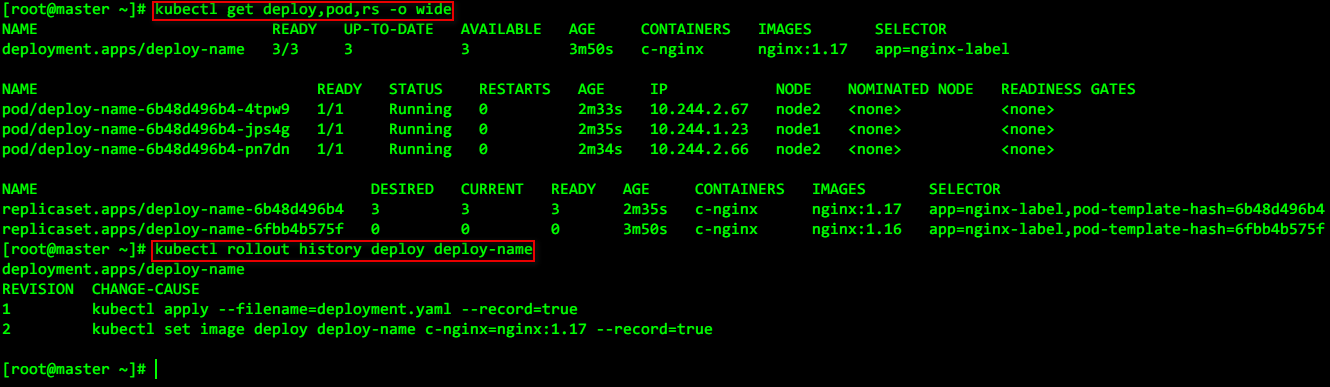 [root@master ~]# kubectl get deploy,pod,rs -o wide
NAME                          READY   UP-TO-DATE   AVAILABLE   AGE     CONTAINERS   IMAGES       SELECTOR
deployment.apps/deploy-name   3/3     3            3           3m50s   c-nginx      nginx:1.17   app=nginx-label

NAME                               READY   STATUS    RESTARTS   AGE     IP            NODE    NOMINATED NODE   READINESS GATES
pod/deploy-name-6b48d496b4-4tpw9   1/1     Running   0          2m33s   10.244.2.67   node2   <none>           <none>
pod/deploy-name-6b48d496b4-jps4g   1/1     Running   0          2m35s   10.244.1.23   node1   <none>           <none>
pod/deploy-name-6b48d496b4-pn7dn   1/1     Running   0          2m34s   10.244.2.66   node2   <none>           <none>

NAME                                     DESIRED   CURRENT   READY   AGE     CONTAINERS   IMAGES       SELECTOR
replicaset.apps/deploy-name-6b48d496b4   3         3         3       2m35s   c-nginx      nginx:1.17   app=nginx-label,pod-template-hash=6b48d496b4
replicaset.apps/deploy-name-6fbb4b575f   0         0         0       3m50s   c-nginx      nginx:1.16   app=nginx-label,pod-template-hash=6fbb4b575f
[root@master ~]# kubectl rollout history deploy deploy-name
deployment.apps/deploy-name
REVISION  CHANGE-CAUSE
1         kubectl apply --filename=deployment.yaml --record=true
2         kubectl set image deploy deploy-name c-nginx=nginx:1.17 --record=true

[root@master ~]#